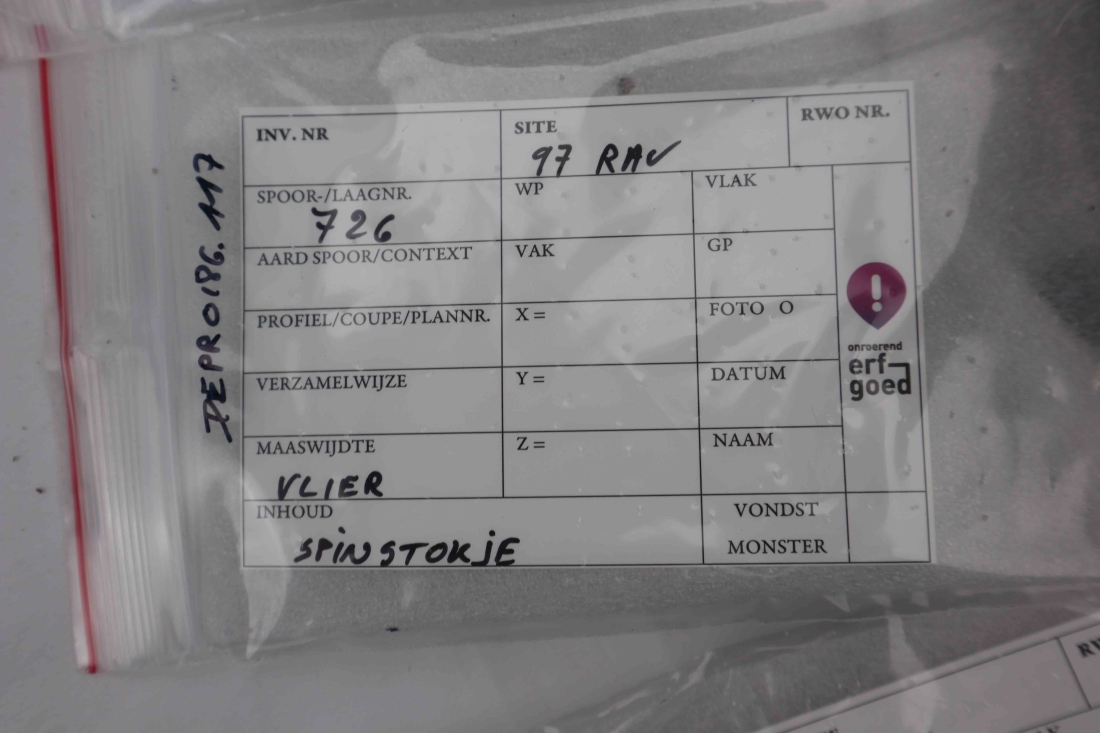 INV. NR
SITE
RWO NR.
97 RAV
SPOOR-/LAAGNR.
WP
VLAK
726
AARD SPOOR/CONTEXT
VAK
GP
PROFIEL/COUPE/PLANNR.
X =
FOTO O
VERZAMELWIJZE
Y =
DATUM
MAASWIJDTE
Z =
NAAM
VLIER
INHOUD
VONDST
SPINSTOKJE
MONSTER
onroerend
erf
goed
DEPRO186.117